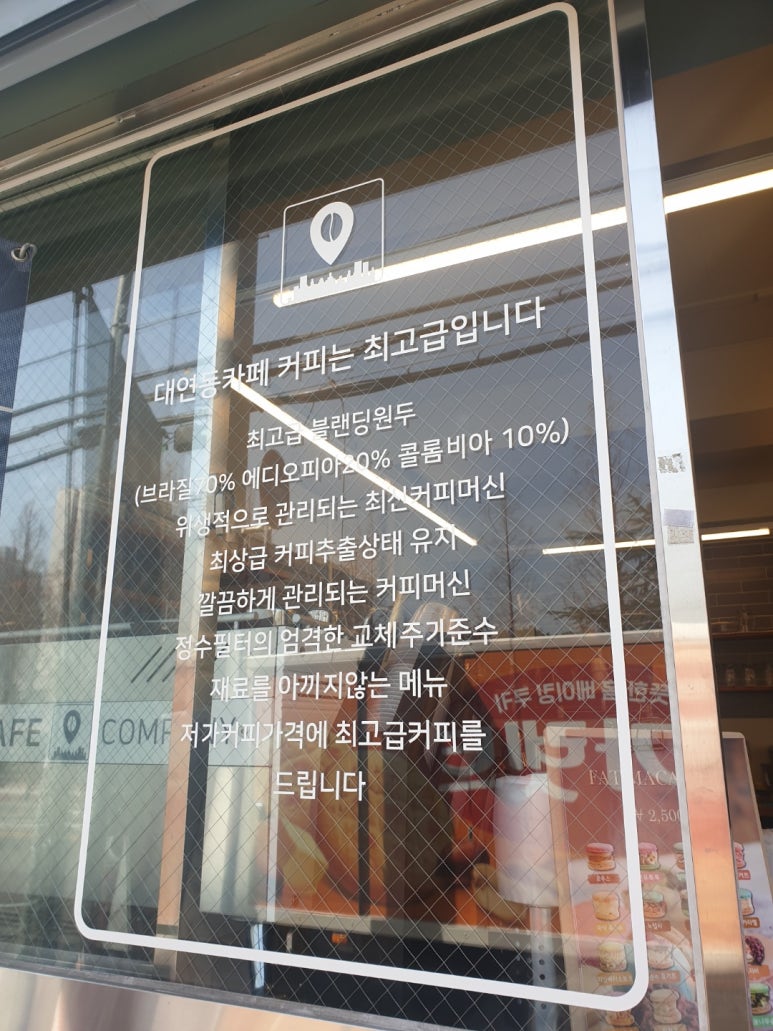 대연동카페 커피는 최고급입니다
최고급 블랜딩원두
(브라질70% 에디오피아20% 콜롬비아 10%)
위생적으로 관리되는 최신커피머신
최상급 커피추출상태 유지
깔끔하게 관리되는 커피머신
정수필터의 엄격한 교체주기준수
재료를 아끼지않는 메뉴
저가커피가격에 최고급커피를
드립니다
AFE COMPANY
FAT MACA
₩ 2,500